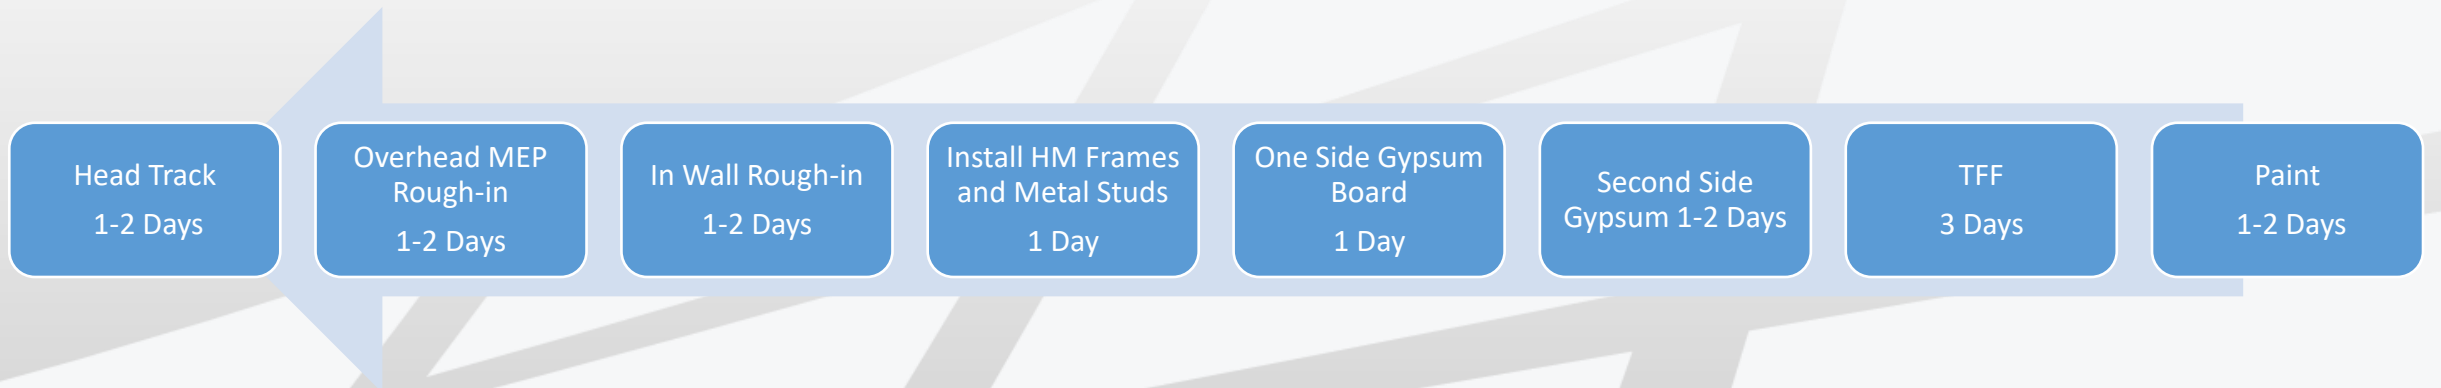 Head Track
1-2 Days
Overhead MEP
Rough-in
1-2 Days
In Wall Rough-in
1-2 Days
Install HM Frames
and Metal Studs
1 Day
One Side Gypsum
Board
1 Day
Second Side
Gypsum 1-2 Days
TFF
3 Days
Paint
1-2 Days